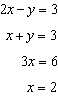 2x − y = 3
x + y = 3
3x = 6
x = 2